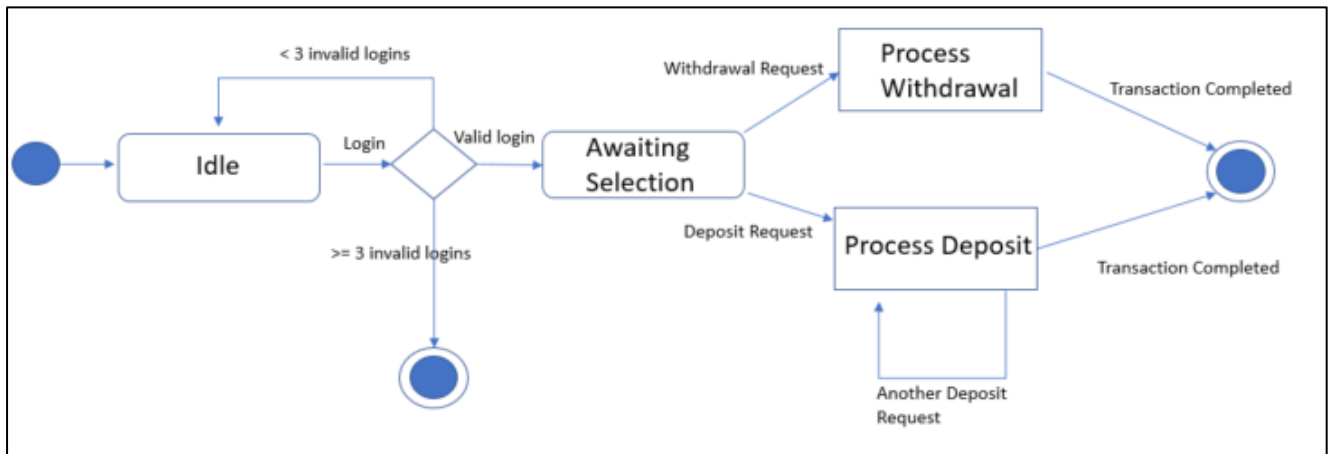 < 3 invalid logins
Idle
Login
Valid login
>= 3 invalid logins
Awaiting
Selection
Withdrawal Request
Process
Withdrawal
Transaction Completed
Deposit Request
Process Deposit
Transaction Completed
Another Deposit
Request